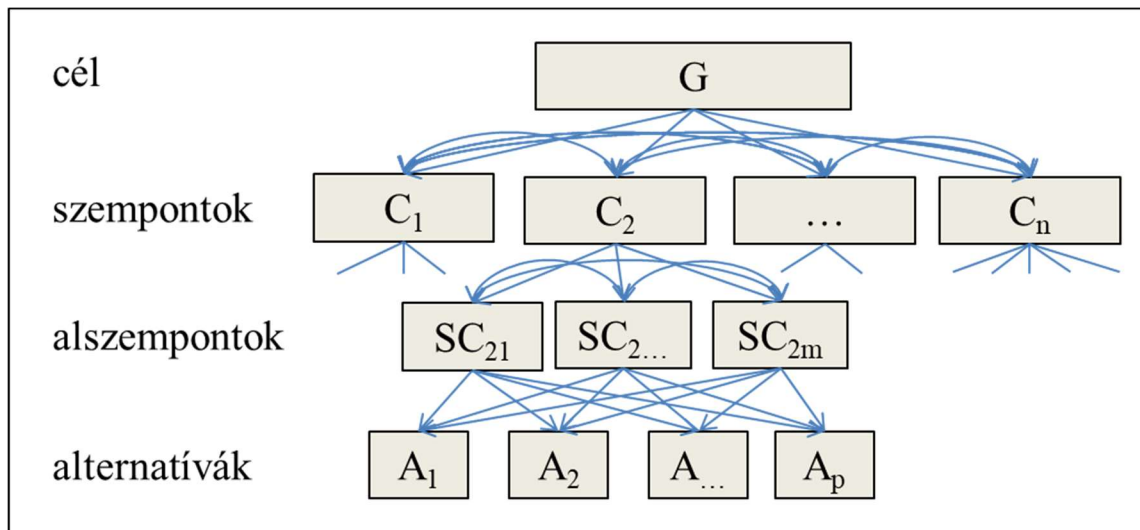 cél
G
szempontok
C₁ C₂ … Cₙ
alszempontok
SC₂₁ SC₂… SC₂ₘ
alternatívák
A₁ A₂ A… Aₚ